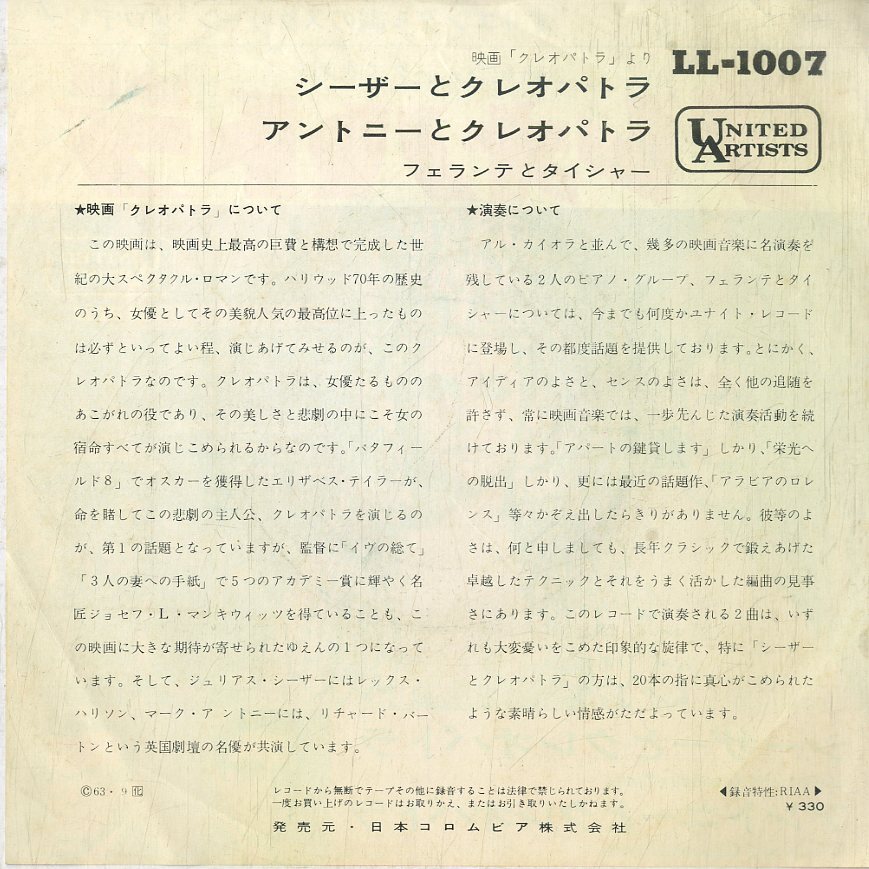 映画「クレオパトラ」より
LL-1007
シーザーとクレオパトラ
アントニーとクレオパトラ
UNITED
ARTISTS
フェランテとタイシャー
★映画「クレオパトラ」について
この映画は、映画史上最高の巨費と構想で完成した世
紀の大スペクタクル・ロマンです。ハリウッド70年の歴史
のうち、女優としてその美貌人気の最高位に上ったもの
は必ずといってよい程、演じあげてみせるのが、このク
レオパトラなのです。クレオパトラは、女優たるものの
あこがれの役であり、その美しさと悲劇の中にこそ女の
宿命すべてが演じこめられるからなのです。「バタフィー
ルド8」でオスカーを獲得したエリザベス・テイラーが、
命を賭してこの悲劇の主人公、クレオパトラを演じるの
が、第1の話題となっていますが、監督に「イヴの総て」
「3人の妻への手紙」で5つのアカデミー賞に輝やく名
匠ジョセフ・L・マンキウィッツを得ていることも、こ
の映画に大きな期待が寄せられたゆえんの1つになって
います。そして、ジュリアス・シーザーにはレックス・
ハリソン、マーク・アントニーには、リチャード・バー
トンという英国劇壇の名優が共演しています。
★演奏について
アル・カイオラと並んで、幾多の映画音楽に名演奏を
残している2人のピアノ・グループ、フェランテとタイ
シャーについては、今までも何度かユナイト・レコード
に登場し、その都度話題を提供しております。とにかく、
アイディアのよさと、センスのよさは、全く他の追随を
許さず、常に映画音楽では、一歩先んじた演奏活動を続
けております。「アパートの鍵貸します」しかり、「栄光へ
の脱出」しかり、更には最近の話題作、「アラビアのロレ
ンス」等々かぞえ出したらきりがありません。彼等のよ
さは、何と申しましても、長年クラシックで鍛えあげた
卓越したテクニックとそれをうまく活かした編曲の見事
さにあります。このレコードで演奏される2曲は、いず
れも大変憂いをこめた印象的な旋律で、特に「シーザー
とクレオパトラ」の方は、20本の指に真心がこめられた
ような素晴らしい情感がただよっています。
Ⓒ63・9 化
レコードから無断でテープその他に録音することは法律で禁じられております。
一度お買い上げのレコードはお取りかえ、またはお引き取りいたしかねます。
発売元・日本コロムビア株式会社
◀録音特性:RIAA▶
¥ 330